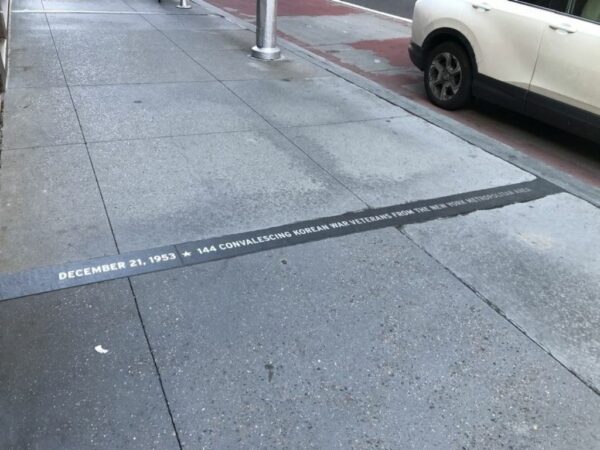 DECEMBER 21, 1953 ★ 144 CONVALESCING KOREAN WAR VETERANS FROM THE NEW YORK METROPOLITAN AREA